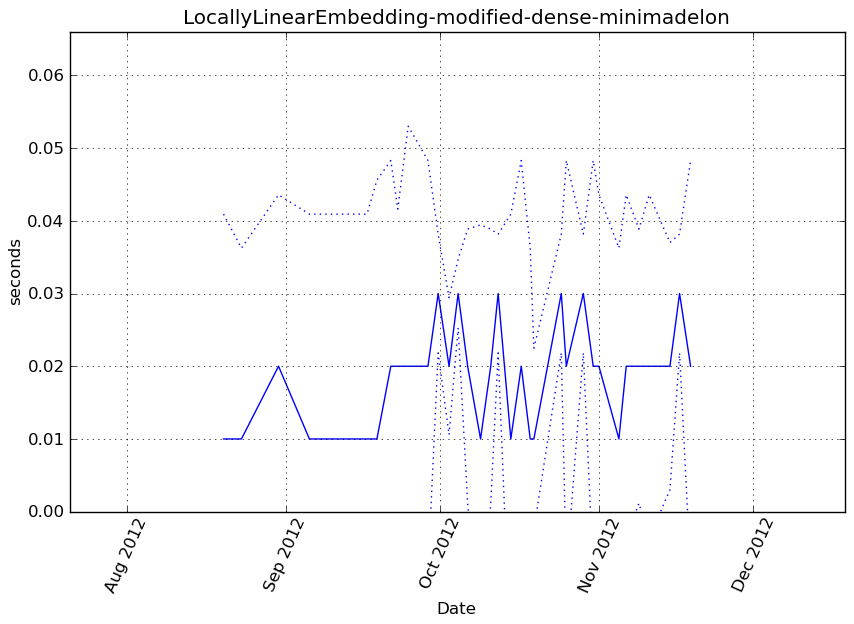 LocallyLinearEmbedding-modified-dense-minimadelon
0.06
0.05
0.04
0.03
0.02
0.01
0.00
seconds
Aug 2012
Sep 2012
Oct 2012
Nov 2012
Dec 2012
Date